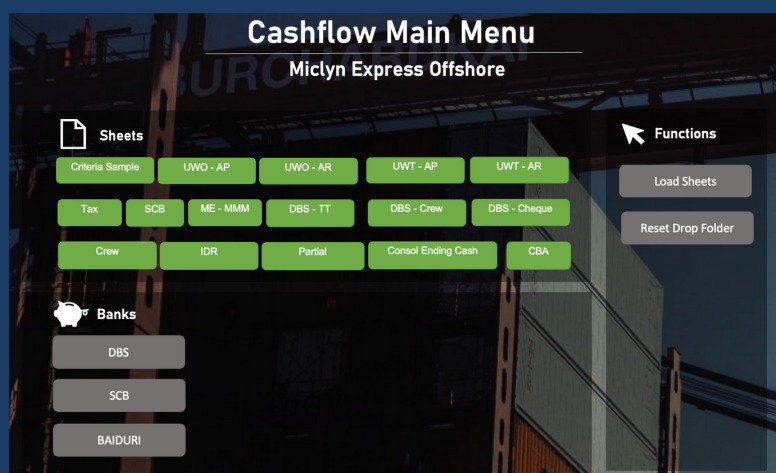 Cashflow Main Menu
Miclyn Express Offshore
Sheets
Criteria Sample
UWO - AP
UWO - AR
UWT - AP
UWT - AR
Tax
SCB
ME - MMM
DBS - TT
DBS - Crew
DBS - Cheque
Crew
IDR
Partial
Consol Ending Cash
CBA
Banks
DBS
SCB
BAIDURI
Functions
Load Sheets
Reset Drop Folder